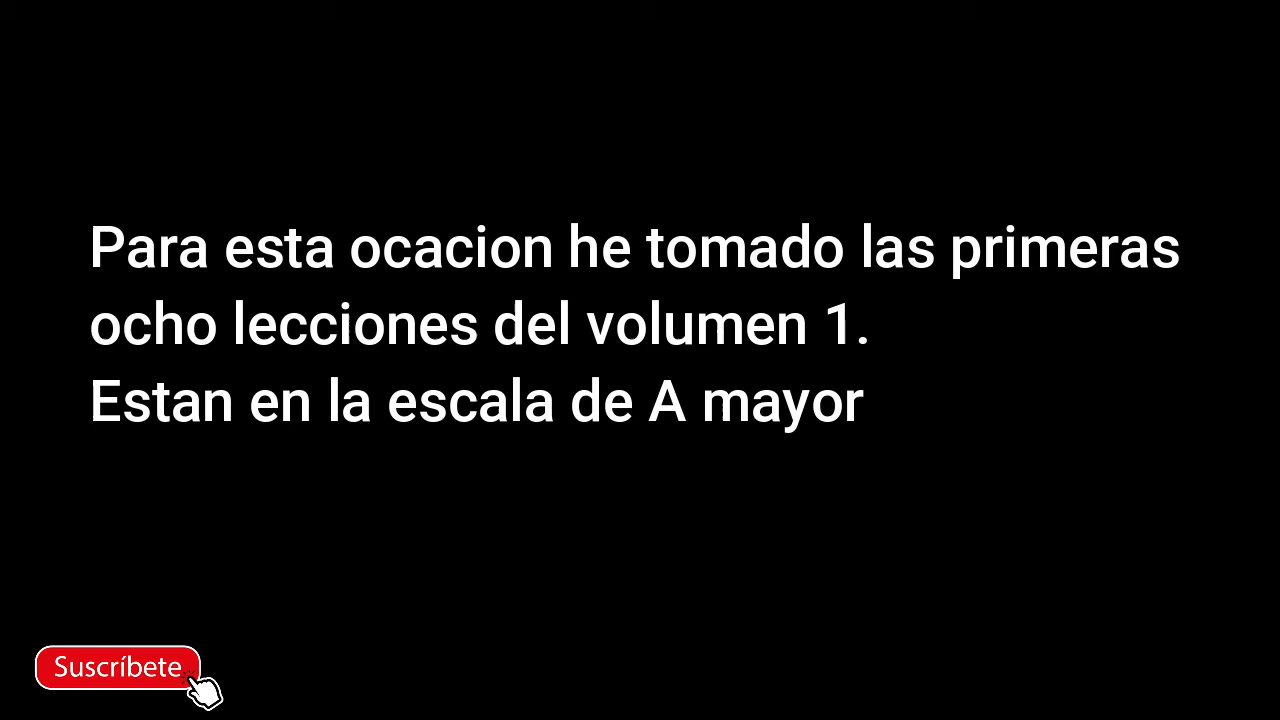 Para esta ocacion he tomado las primeras
ocho lecciones del volumen 1.
Estan en la escala de A mayor
Suscríbete